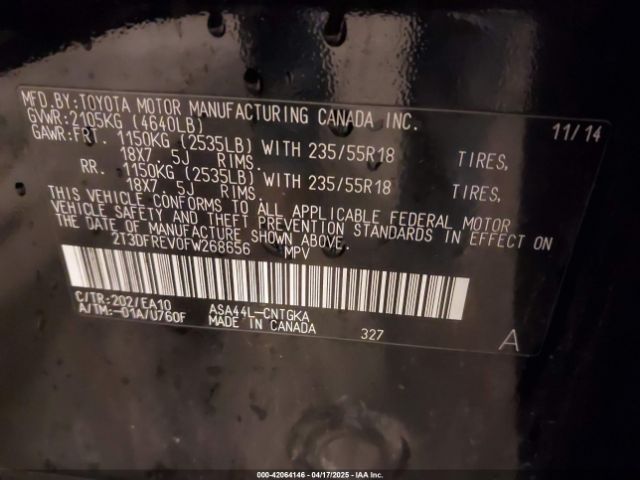 MFD.BY:TOYOTA MOTOR MANUFACTURING CANADA INC.
GVWR:2105KG (4640LB) 11/14
GAWR:FRT. 1150KG (2535LB) WITH 235/55R18 TIRES,
18X7.5J RIMS.
RR. 1150KG (2535LB) WITH 235/55R18 TIRES,
18X7.5J RIMS.
THIS VEHICLE CONFORMS TO ALL APPLICABLE FEDERAL MOTOR
VEHICLE SAFETY AND THEFT PREVENTION STANDARDS IN EFFECT ON
THE DATE OF MANUFACTURE SHOWN ABOVE.
2T3DFREV0FW268656 MPV
C/TR:202/EA10 ASA44L-CNTGKA
A/TM:-01A/U760F MADE IN CANADA 327 A
000-42064146 - 04/17/2025 - IAA Inc.